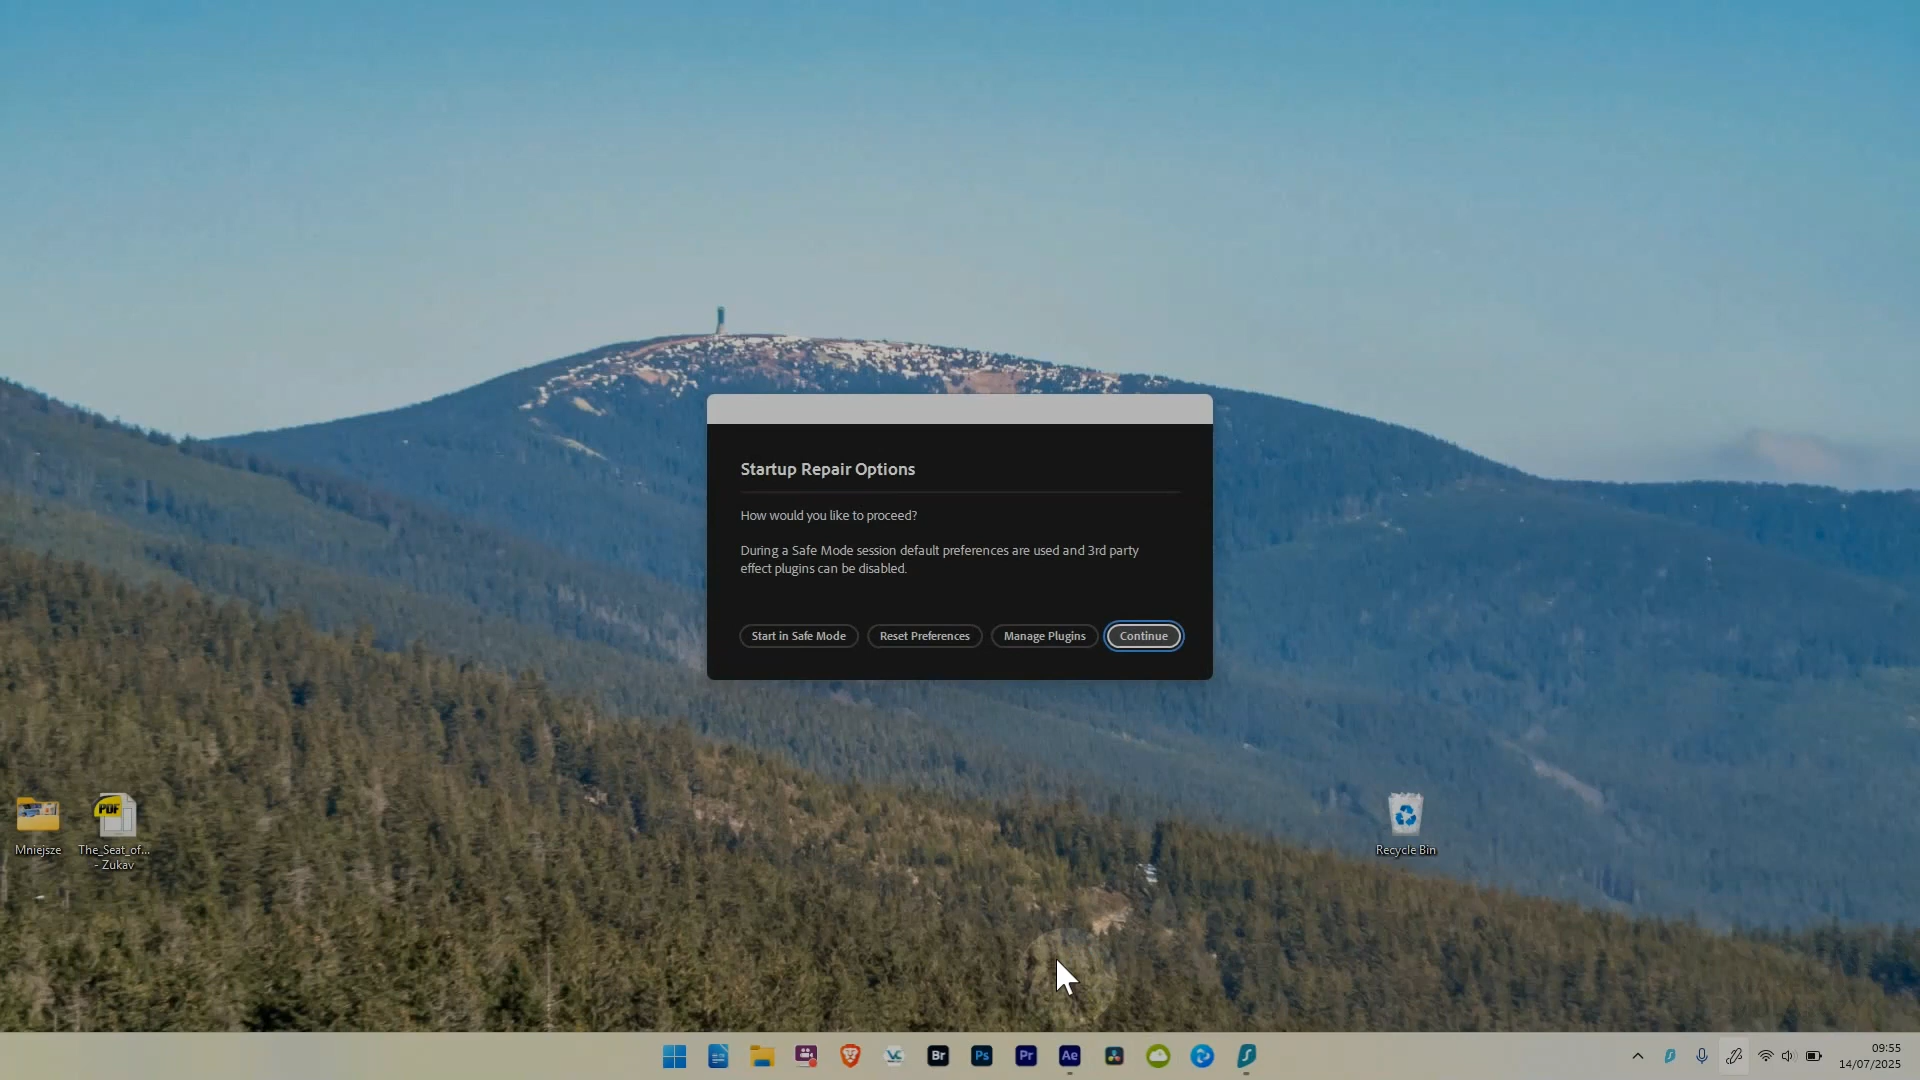 Startup Repair Options
How would you like to proceed?
During a Safe Mode session default preferences are used and 3rd party
effect plugins can be disabled.
Start in Safe Mode
Reset Preferences
Manage Plugins
Continue
Mniejsze
The_Seat_of...
- Zukav
PDF
Recycle Bin
VC
Br
Ps
Pr
Ae
09:55
14/07/2025